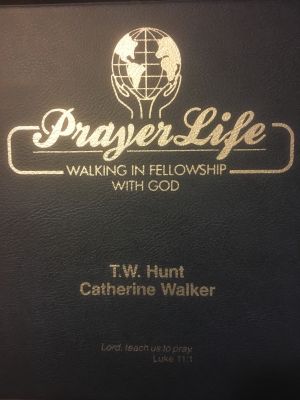 PrayerLife
WALKING IN FELLOWSHIP
WITH GOD
T.W. Hunt
Catherine Walker
Lord, teach us to pray.
Luke 11:1